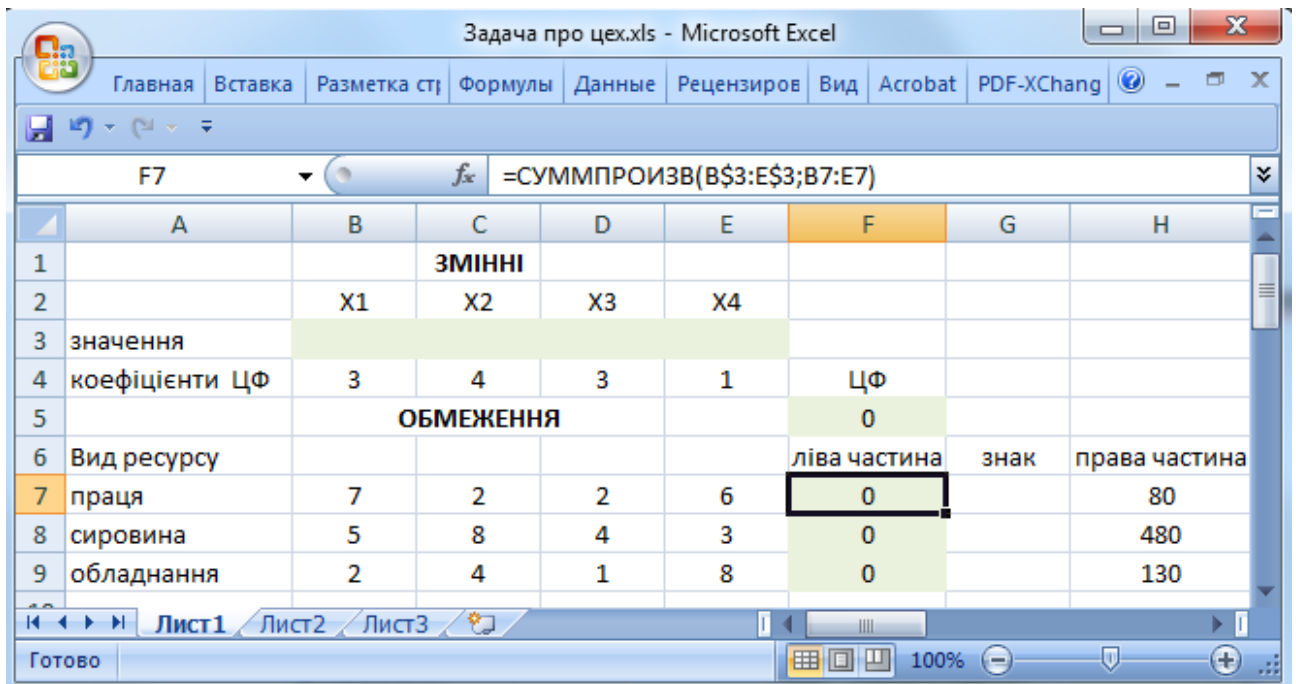 Задача про цех.xls - Microsoft Excel
Главная Вставка Разметка стр Формулы Данные Рецензиров Вид Acrobat PDF-XChang
F7 fx =СУММПРОИЗВ(B$3:E$3;B7:E7)
A B C D E F G H
1 ЗМІННІ
2 X1 X2 X3 X4
3 значення
4 коефіцієнти ЦФ 3 4 3 1 ЦФ
5 ОБМЕЖЕННЯ 0
6 Вид ресурсу ліва частина знак права частина
7 праця 7 2 2 6 0 80
8 сировина 5 8 4 3 0 480
9 обладнання 2 4 1 8 0 130
Лист1 Лист2 Лист3
Готово 100%